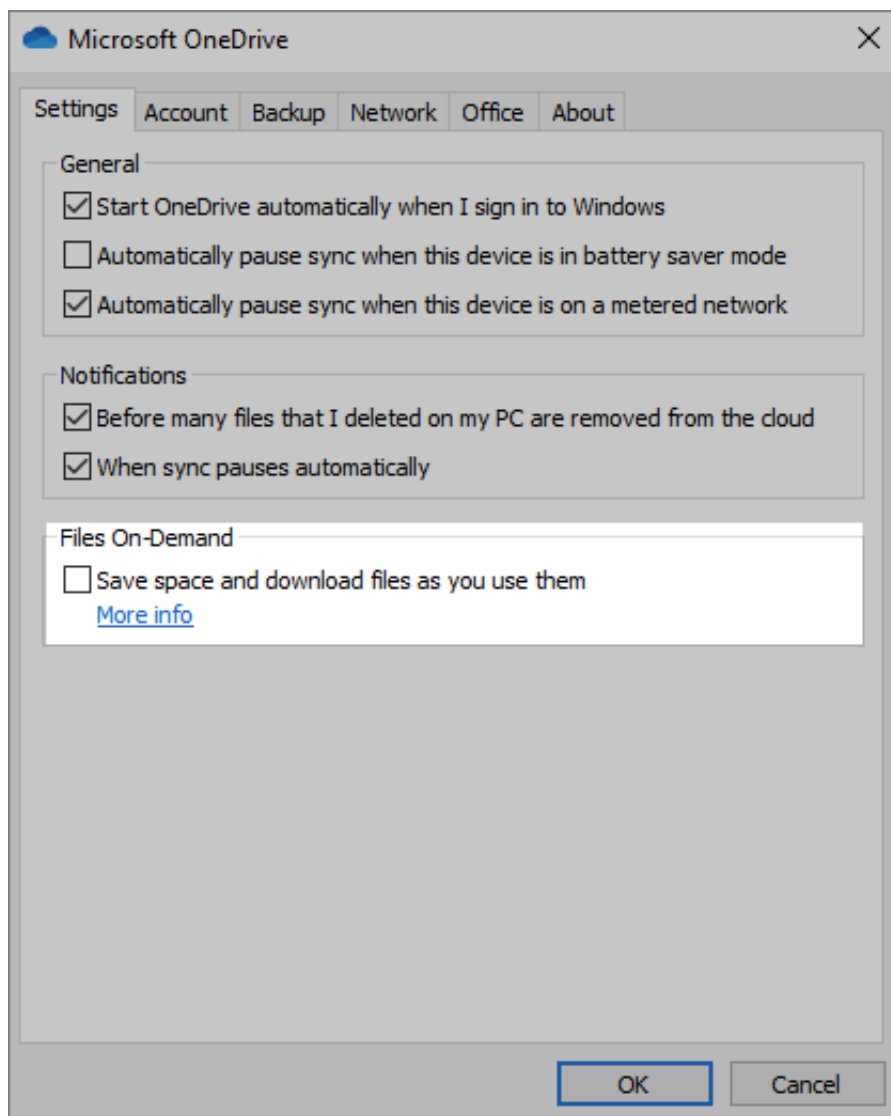 Microsoft OneDrive
Settings Account Backup Network Office About
General
Start OneDrive automatically when I sign in to Windows
Automatically pause sync when this device is in battery saver mode
Automatically pause sync when this device is on a metered network
Notifications
Before many files that I deleted on my PC are removed from the cloud
When sync pauses automatically
Files On-Demand
Save space and download files as you use them
More info
OK Cancel